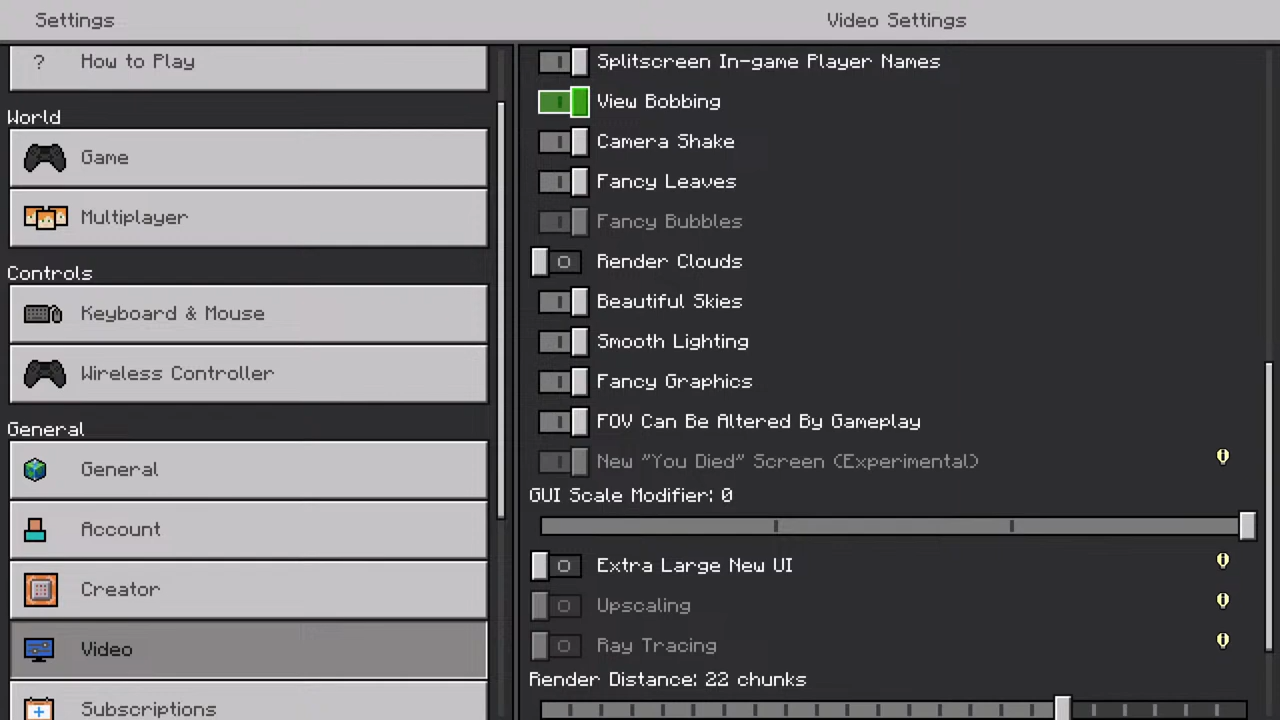 Settings
Video Settings
How to Play
World
Game
Multiplayer
Controls
Keyboard & Mouse
Wireless Controller
General
General
Account
Creator
Video
Subscriptions
Splitscreen In-game Player Names
View Bobbing
Camera Shake
Fancy Leaves
Fancy Bubbles
Render Clouds
Beautiful Skies
Smooth Lighting
Fancy Graphics
FOV Can Be Altered By Gameplay
New "You Died" Screen (Experimental)
GUI Scale Modifier: 0
Extra Large New UI
Upscaling
Ray Tracing
Render Distance: 22 chunks